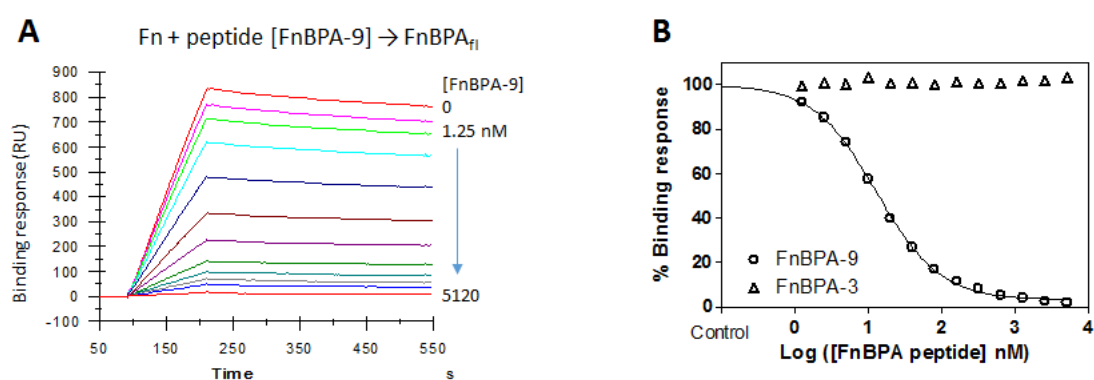 A
Fn + peptide [FnBPA-9] → FnBPAfl
Binding response (RU)
900
800
700
600
500
400
300
200
100
0
-100
50
150
250
350
450
550
Time
s
[FnBPA-9]
0
1.25 nM
5120
B
% Binding response
100
80
60
40
20
0
FnBPA-9
FnBPA-3
Control
0
1
2
3
4
Log ([FnBPA peptide] nM)